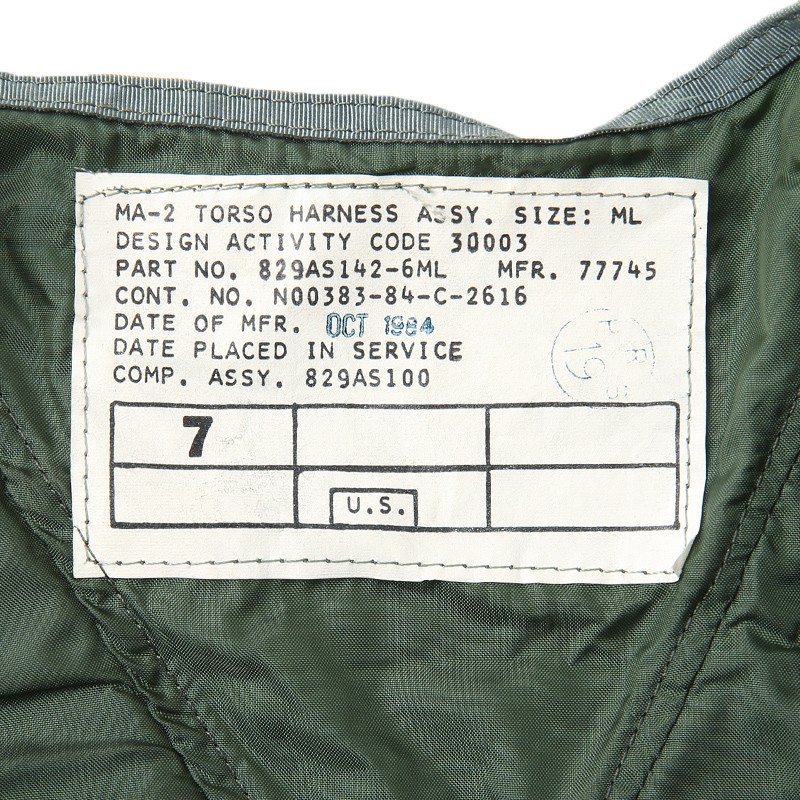 MA-2 TORSO HARNESS ASSY. SIZE: ML
DESIGN ACTIVITY CODE 30003
PART NO. 829AS142-6ML MFR. 77745
CONT. NO. N00383-84-C-2616
DATE OF MFR. OCT 1984
DATE PLACED IN SERVICE
COMP. ASSY. 829AS100
7
U.S.
19